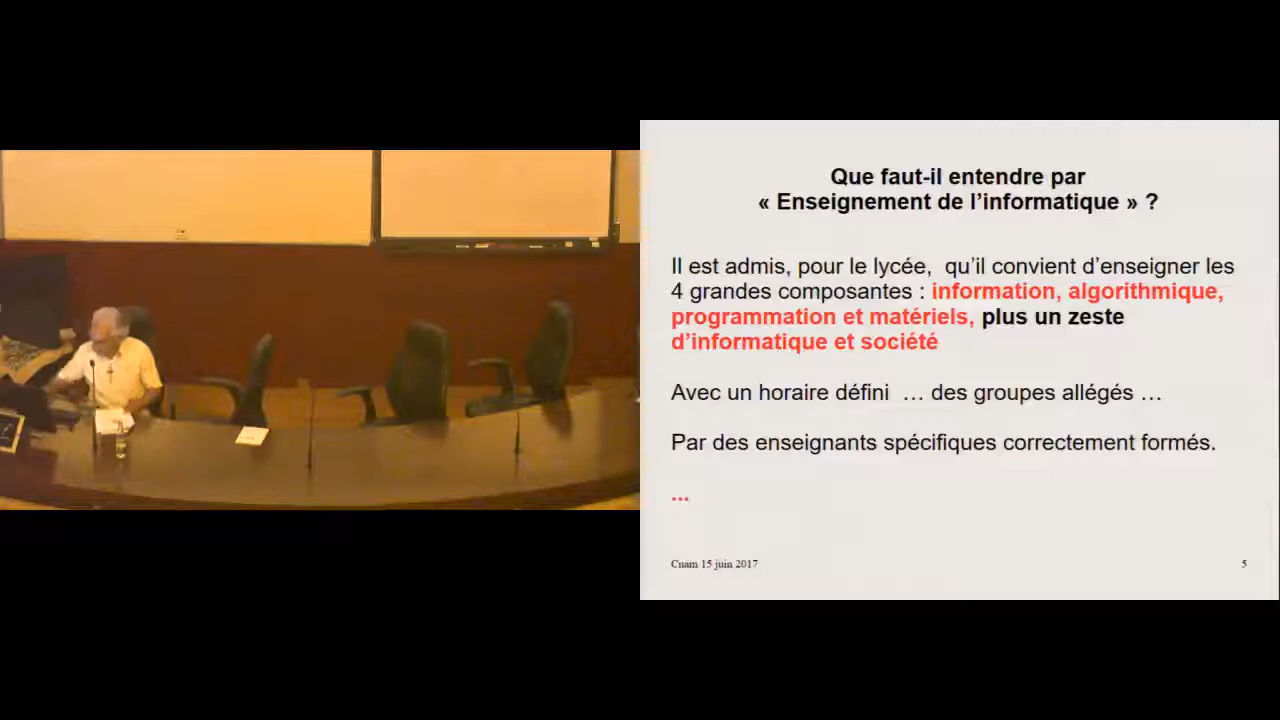 Que faut-il entendre par
« Enseignement de l’informatique » ?
Il est admis, pour le lycée, qu’il convient d’enseigner les
4 grandes composantes : information, algorithmique,
programmation et matériels, plus un zeste
d’informatique et société
Avec un horaire défini … des groupes allégés …
Par des enseignants spécifiques correctement formés.
...
Cnam 15 juin 2017
5